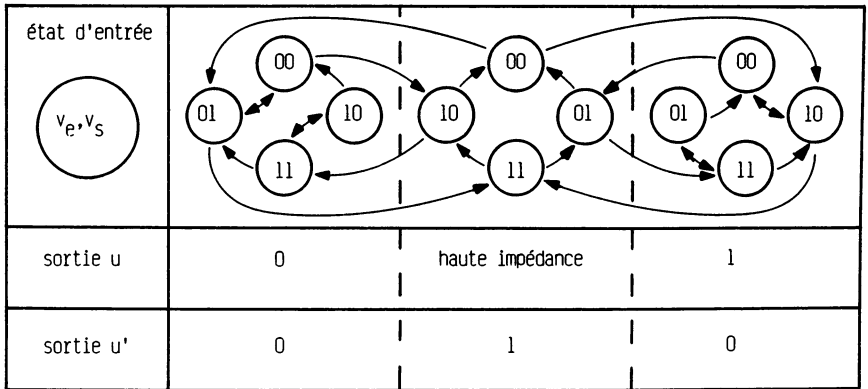 état d'entrée
v_e,v_s
00 00 00
01 10 10 01 01 10
11 11 11
sortie u 0 haute impédance 1
sortie u' 0 1 0